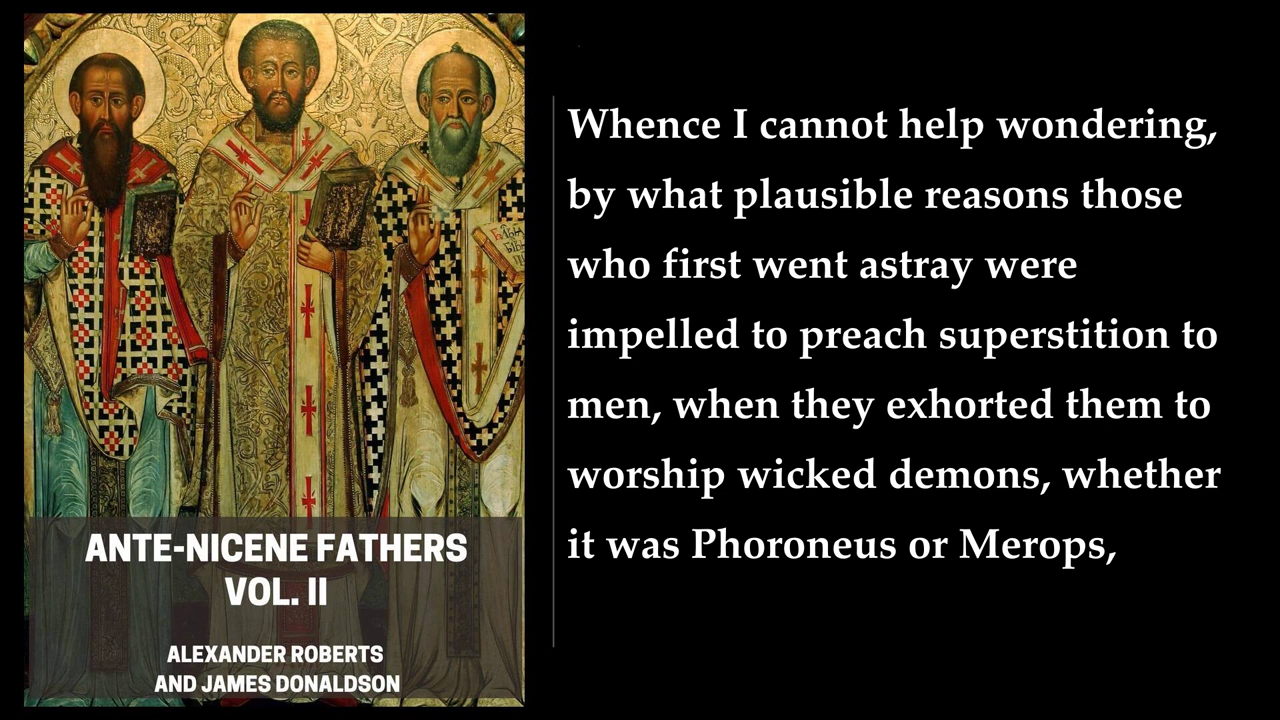 ANTE-NICENE FATHERS
VOL. II
ALEXANDER ROBERTS
AND JAMES DONALDSON
Whence I cannot help wondering,
by what plausible reasons those
who first went astray were
impelled to preach superstition to
men, when they exhorted them to
worship wicked demons, whether
it was Phoroneus or Merops,